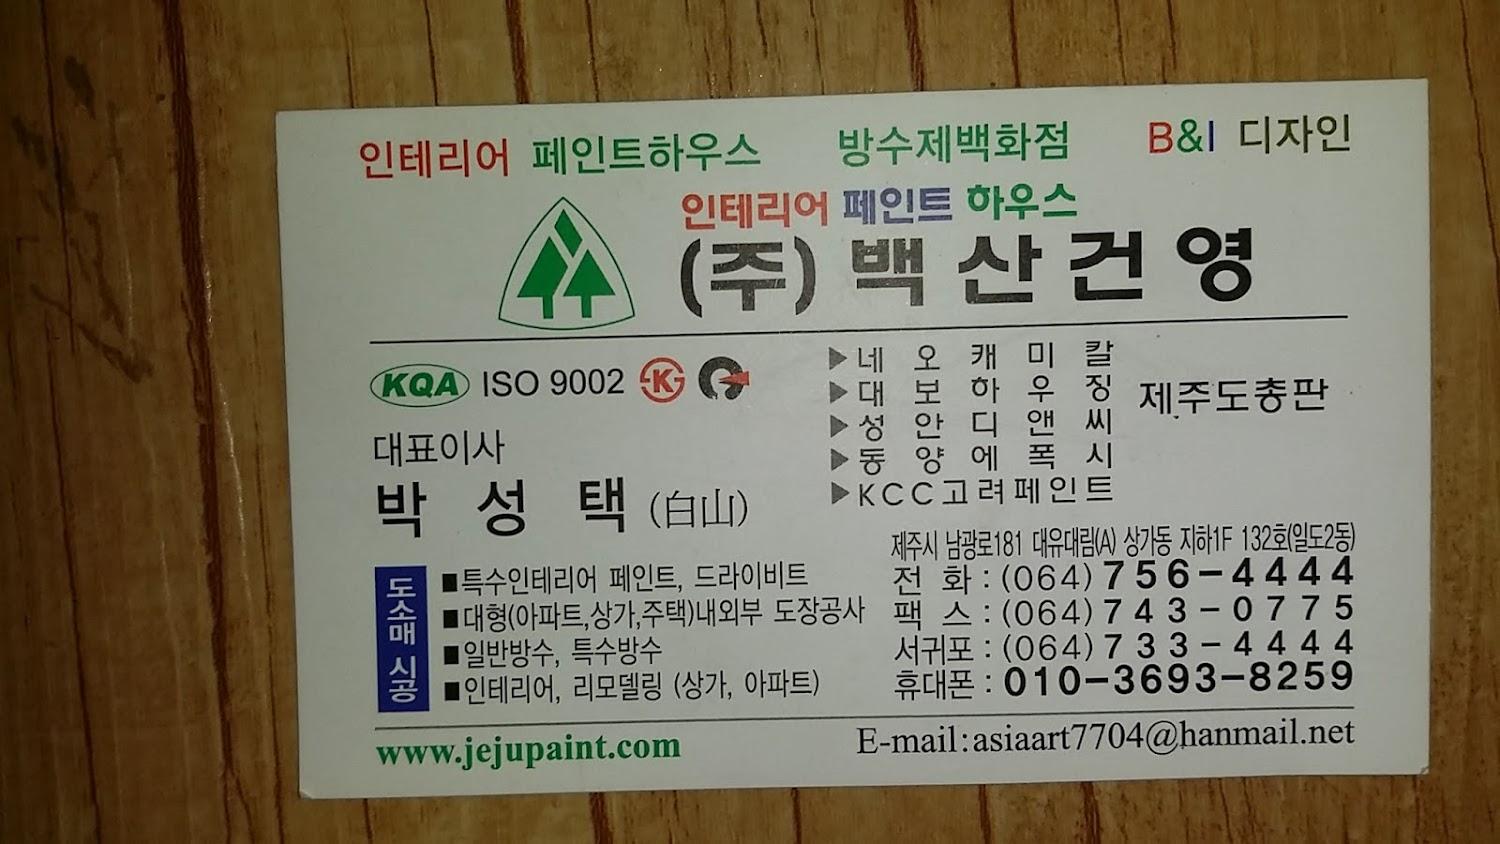 인테리어 페인트하우스 방수제백화점 B&I 디자인
인테리어 페인트 하우스
(주) 백산건영
KQA ISO 9002 K
대표이사
박 성 택 (白山)
▶네오캐미칼
▶대보하우징
▶성안디앤씨
▶동양에폭시
▶KCC고려페인트
제주도총판
도소매 시공
■특수인테리어 페인트, 드라이비트
■대형(아파트,상가,주택)내외부 도장공사
■일반방수, 특수방수
■인테리어, 리모델링 (상가, 아파트)
제주시 남광로181 대유대림(A) 상가동 지하1F 132호(일도2동)
전 화 : (064) 756-4444
팩 스 : (064) 743-0775
서귀포 : (064) 733-4444
휴대폰 : 010-3693-8259
www.jejupaint.com
E-mail:asiaart7704@hanmail.net